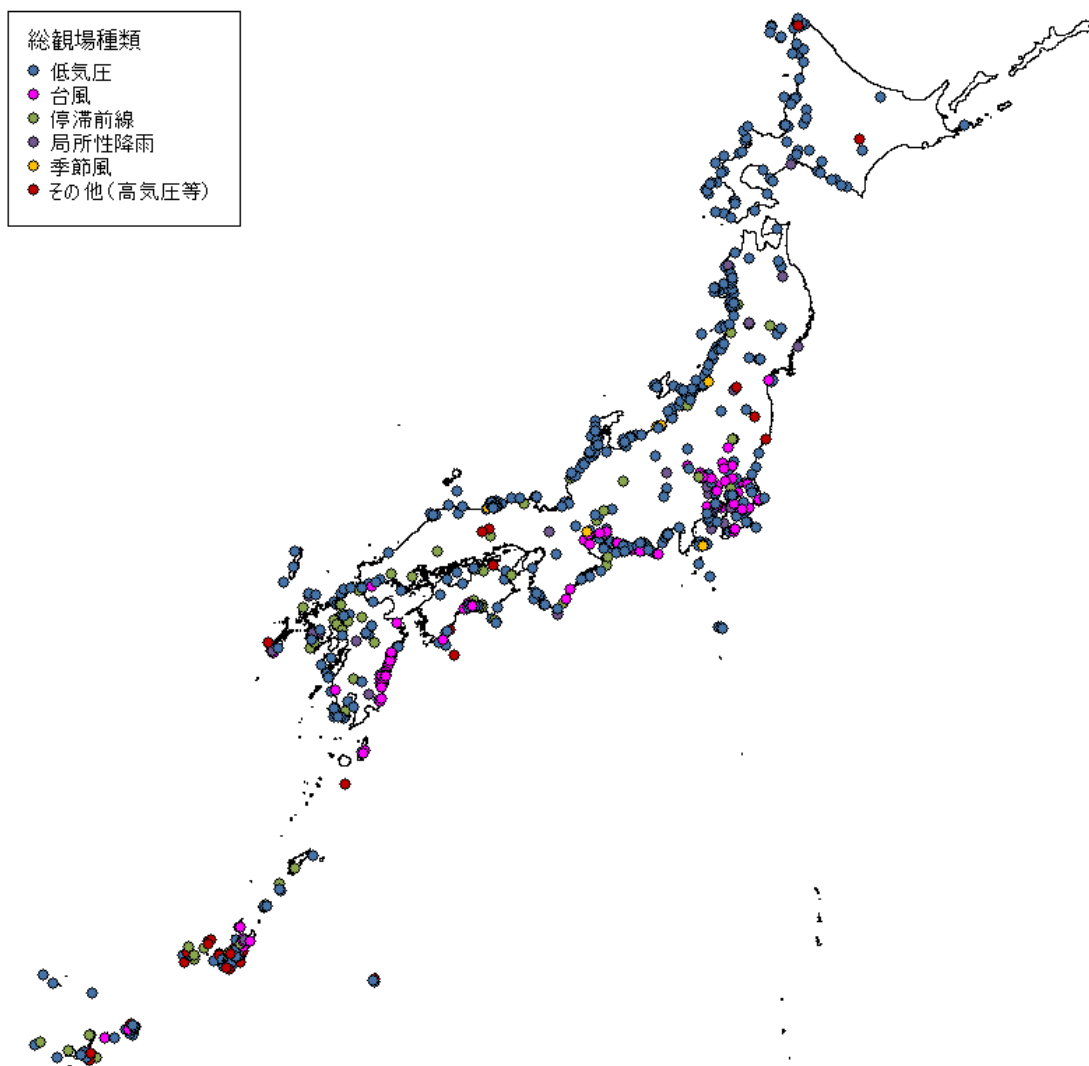 総観場種類
低気圧
台風
停滞前線
局所性降雨
季節風
その他(高気圧等)